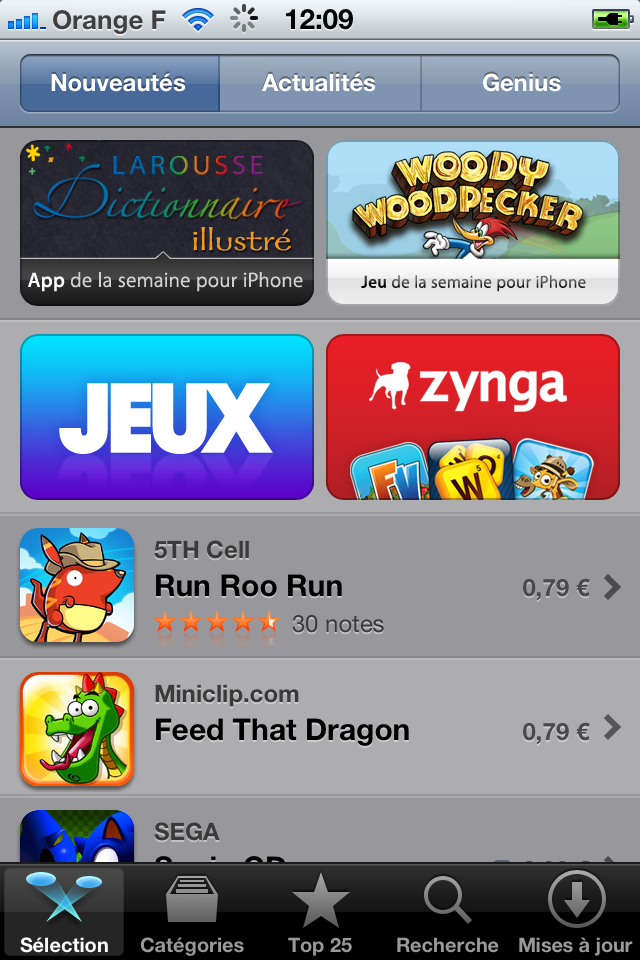 Orange F 12:09
Nouveautés Actualités Genius
LAROUSSE
Dictionnaire
illustré
App de la semaine pour iPhone
WOODY
WOODPECKER
Jeu de la semaine pour iPhone
JEUX
zynga
FV
W
5TH Cell
Run Roo Run
0,79 €
30 notes
Miniclip.com
Feed That Dragon
0,79 €
SEGA
Sélection Catégories Top 25 Recherche Mises à jour